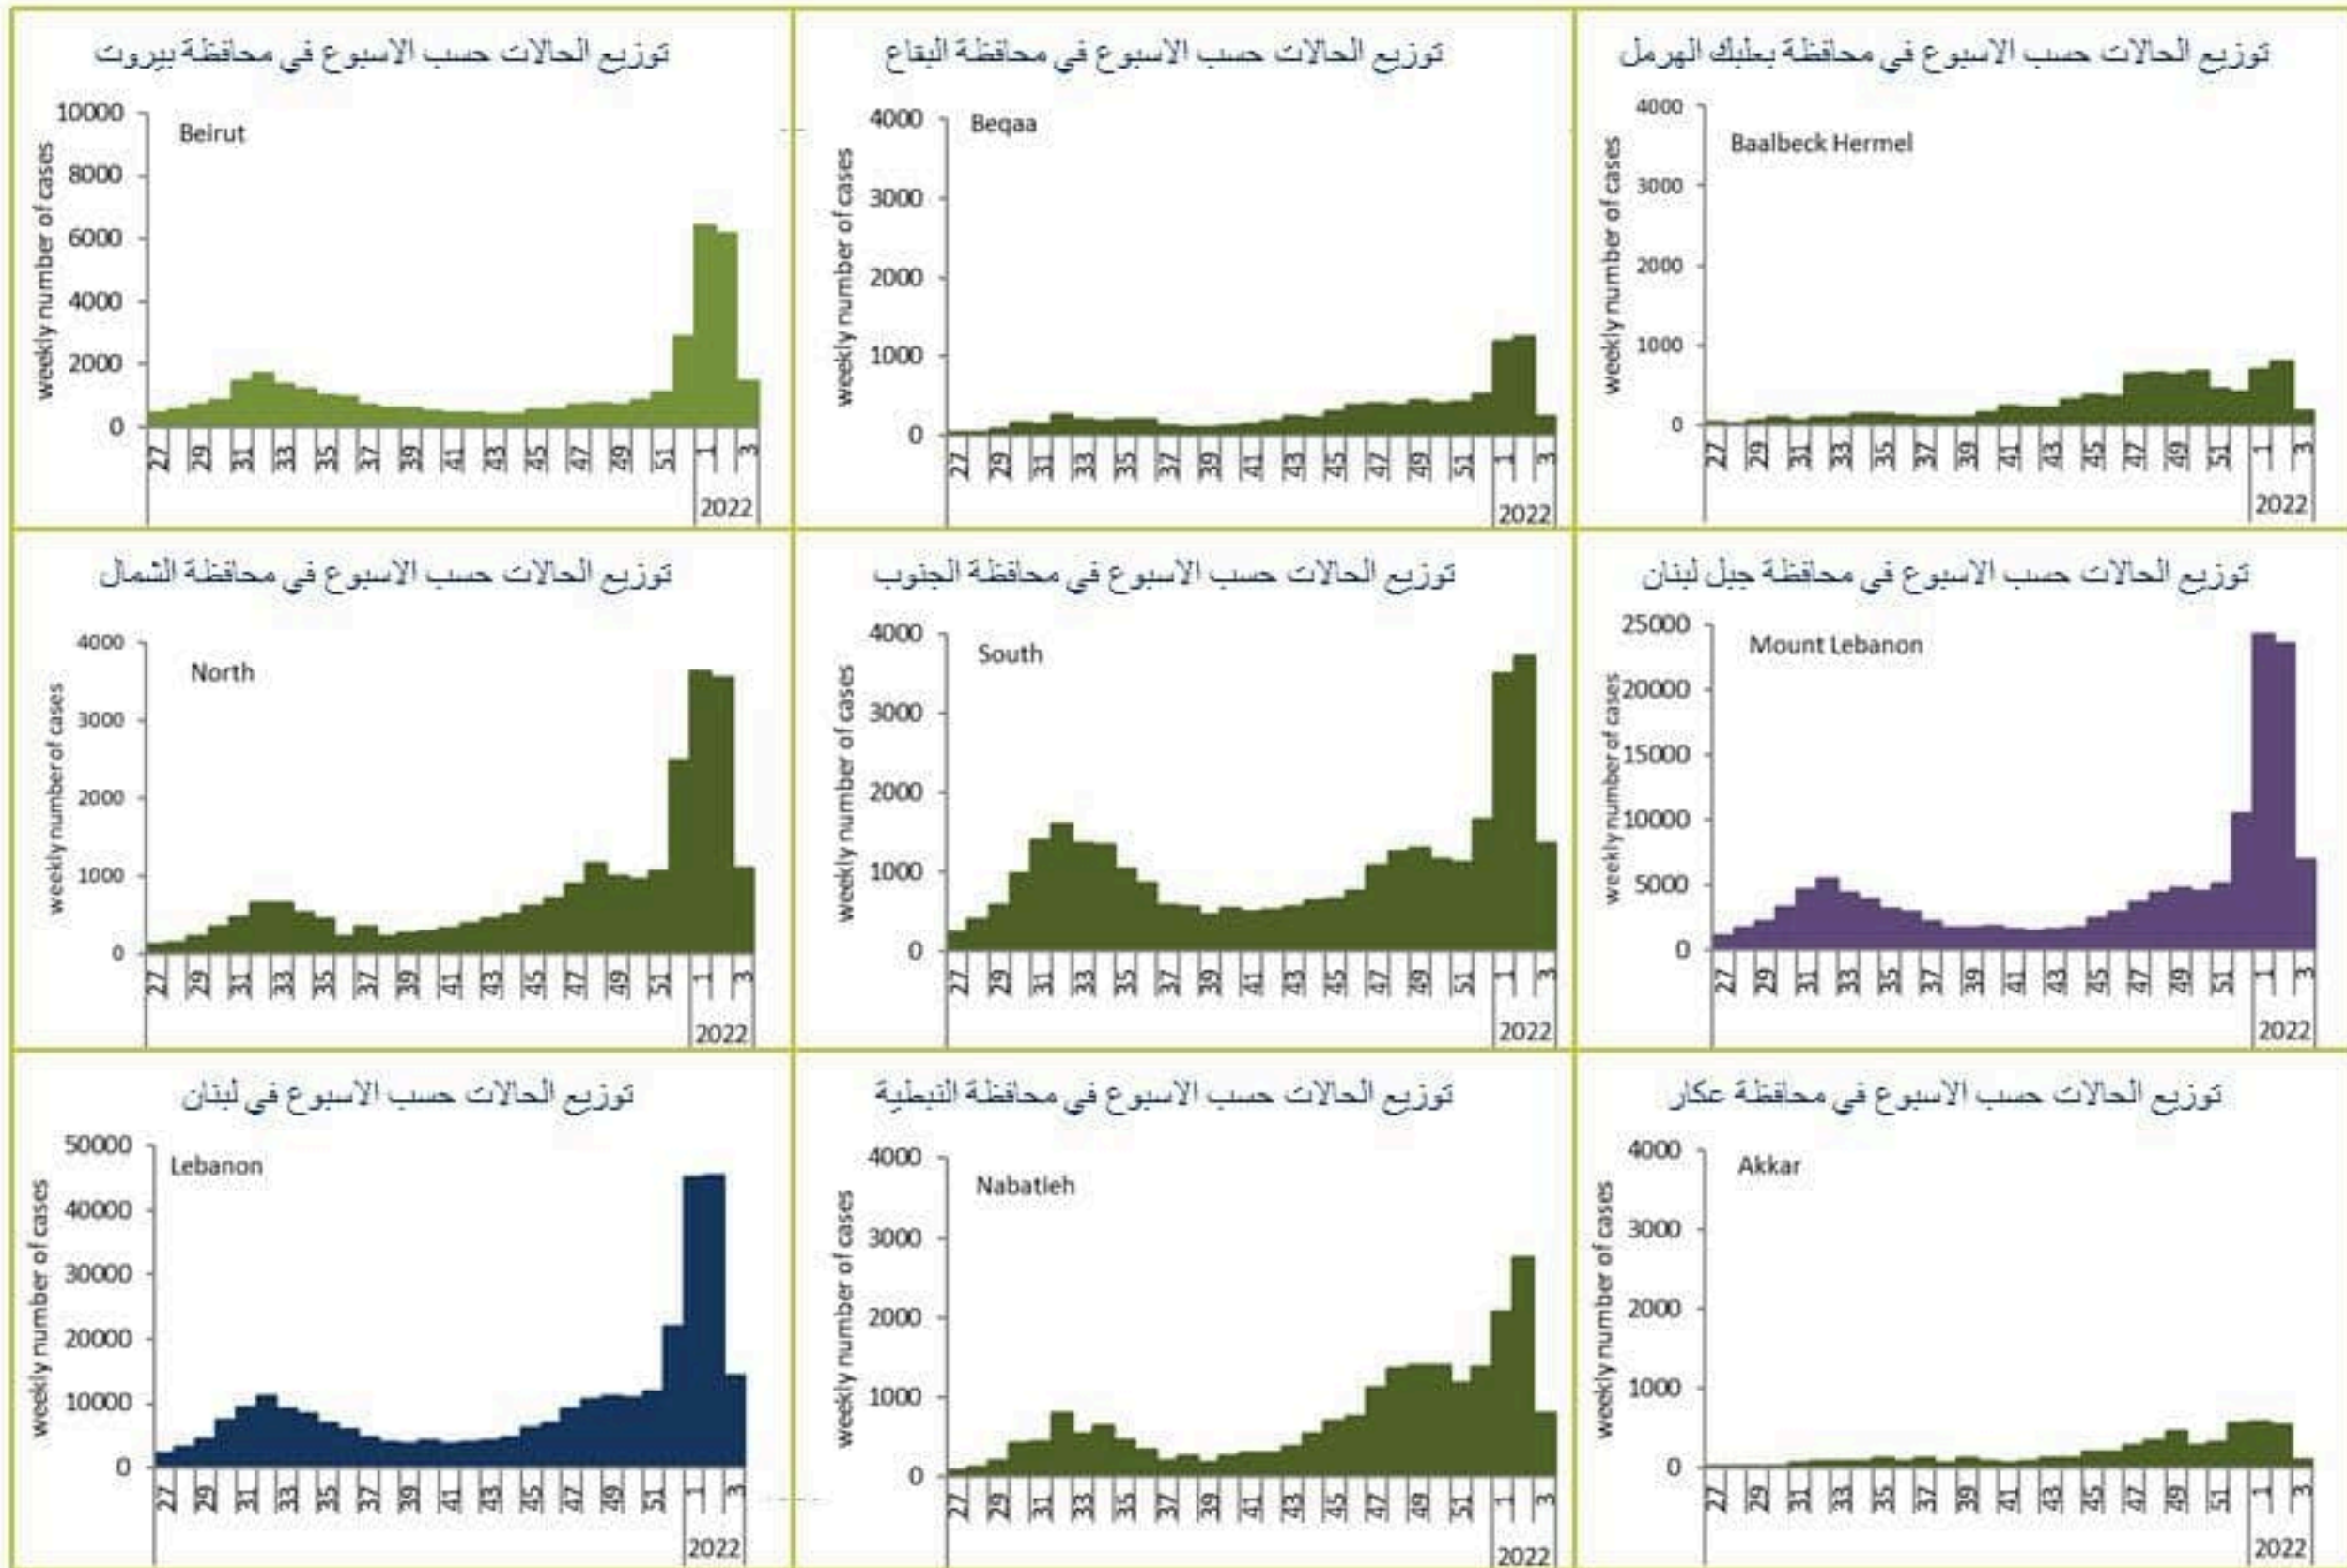 توزيع الحالات حسب الاسبوع في محافظة بيروت
Beirut
weekly number of cases
10000
8000
6000
4000
2000
0
27 29 31 33 35 37 39 41 43 45 47 49 51 1 3
2022
توزيع الحالات حسب الاسبوع في محافظة البقاع
Beqaa
weekly number of cases
4000
3000
2000
1000
0
27 29 31 33 35 37 39 41 43 45 47 49 51 1 3
2022
توزيع الحالات حسب الاسبوع في محافظة بعلبك الهرمل
Baalbeck Hermel
weekly number of cases
4000
3000
2000
1000
0
27 29 31 33 35 37 39 41 43 45 47 49 51 1 3
2022
توزيع الحالات حسب الاسبوع في محافظة الشمال
North
weekly number of cases
4000
3000
2000
1000
0
27 29 31 33 35 37 39 41 43 45 47 49 51 1 3
2022
توزيع الحالات حسب الاسبوع في محافظة الجنوب
South
weekly number of cases
4000
3000
2000
1000
0
27 29 31 33 35 37 39 41 43 45 47 49 51 1 3
2022
توزيع الحالات حسب الاسبوع في محافظة جبل لبنان
Mount Lebanon
weekly number of cases
25000
20000
15000
10000
5000
0
27 29 31 33 35 37 39 41 43 45 47 49 51 1 3
2022
توزيع الحالات حسب الاسبوع في لبنان
Lebanon
weekly number of cases
50000
40000
30000
20000
10000
0
27 29 31 33 35 37 39 41 43 45 47 49 51 1 3
2022
توزيع الحالات حسب الاسبوع في محافظة النبطية
Nabatieh
weekly number of cases
4000
3000
2000
1000
0
27 29 31 33 35 37 39 41 43 45 47 49 51 1 3
2022
توزيع الحالات حسب الاسبوع في محافظة عكار
Akkar
weekly number of cases
4000
3000
2000
1000
0
27 29 31 33 35 37 39 41 43 45 47 49 51 1 3
2022